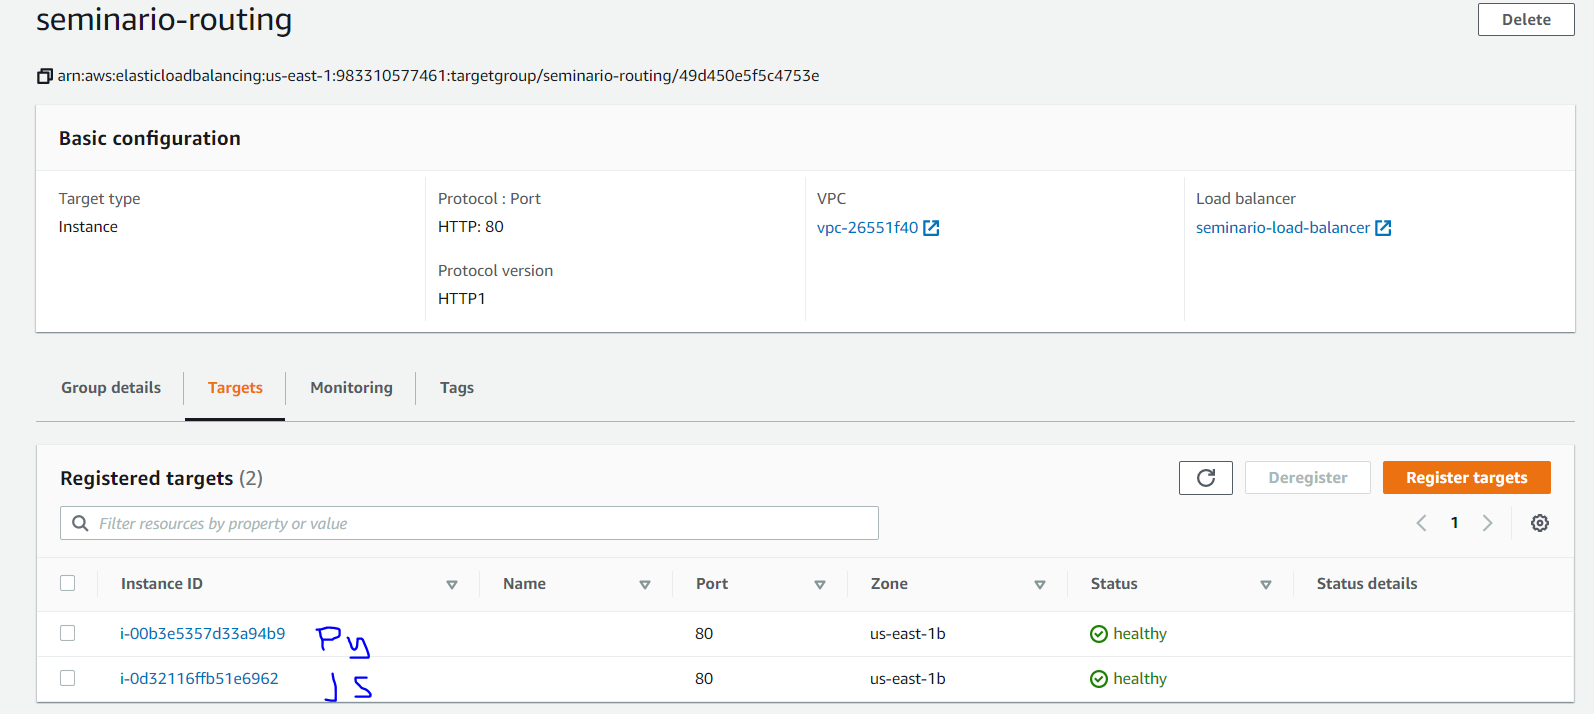 seminario-routing
Delete
arn:aws:elasticloadbalancing:us-east-1:983310577461:targetgroup/seminario-routing/49d450e5f5c4753e
Basic configuration
Target type
Instance
Protocol : Port
HTTP: 80
Protocol version
HTTP1
VPC
vpc-26551f40
Load balancer
seminario-load-balancer
Group details Targets Monitoring Tags
Registered targets (2)
Deregister Register targets
Filter resources by property or value
1
Instance ID Name Port Zone Status Status details
i-00b3e5357d33a94b9 Py 80 us-east-1b healthy
i-0d32116ffb51e6962 JS 80 us-east-1b healthy